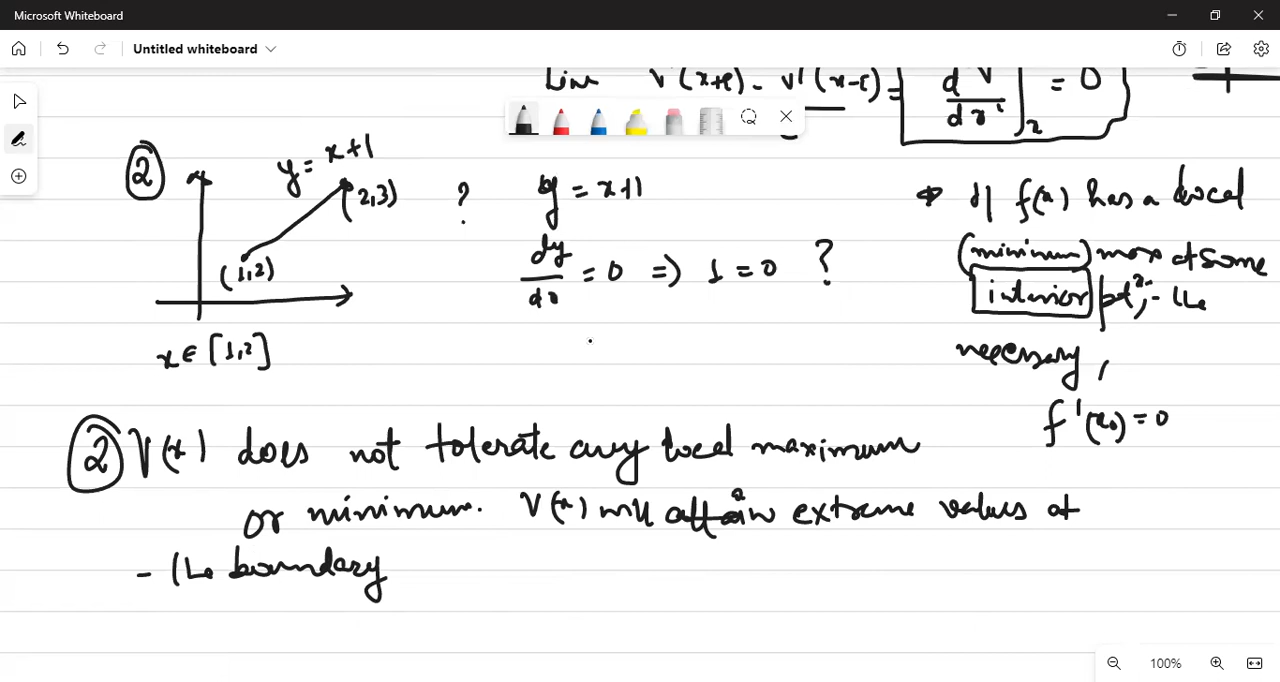 Microsoft Whiteboard
Untitled whiteboard
Lim V'(x+ε) - V'(x-ε) = d²V/dx² |x = 0
② y = x+1
(2,3)
?
(1,2)
x ∈ [1,2]
y = x+1
dy/dx = 0 => 1 = 0 ?
If f(x) has a local
(minimum) max at some
interior pt, the
necessary,
f'(x₀) = 0
② V(x) does not tolerate any local maximum
or minimum. V(x) will attain extreme values at
the boundary
100%